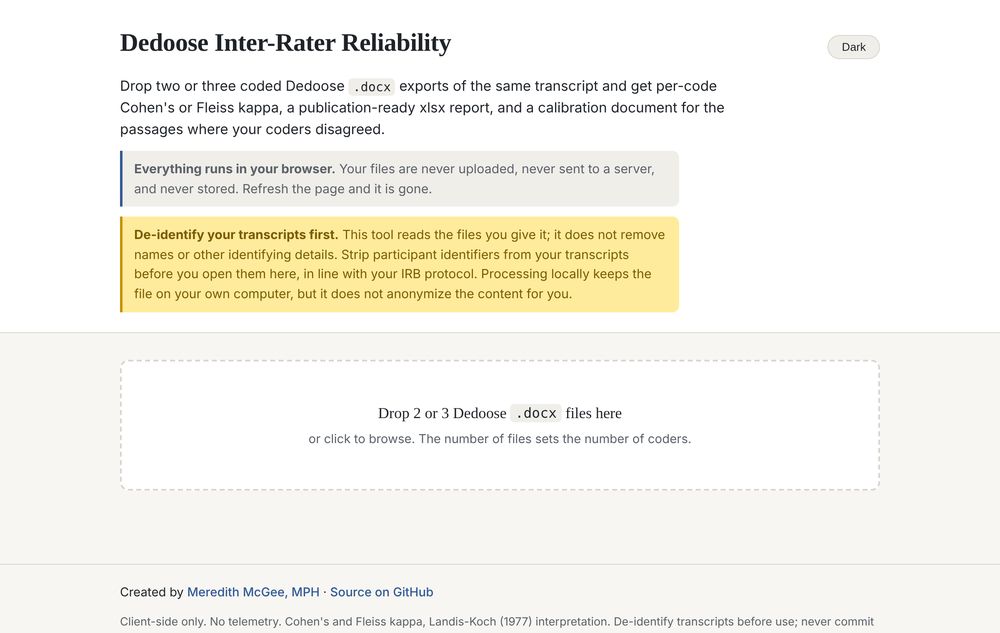 Dedoose Inter-Rater Reliability
Dark
Drop two or three coded Dedoose .docx exports of the same transcript and get per-code
Cohen's or Fleiss kappa, a publication-ready xlsx report, and a calibration document for the
passages where your coders disagreed.
Everything runs in your browser. Your files are never uploaded, never sent to a server,
and never stored. Refresh the page and it is gone.
De-identify your transcripts first. This tool reads the files you give it; it does not remove
names or other identifying details. Strip participant identifiers from your transcripts
before you open them here, in line with your IRB protocol. Processing locally keeps the
file on your own computer, but it does not anonymize the content for you.
Drop 2 or 3 Dedoose .docx files here
or click to browse. The number of files sets the number of coders.
Created by Meredith McGee, MPH · Source on GitHub
Client-side only. No telemetry. Cohen's and Fleiss kappa, Landis-Koch (1977) interpretation. De-identify transcripts before use; never commit